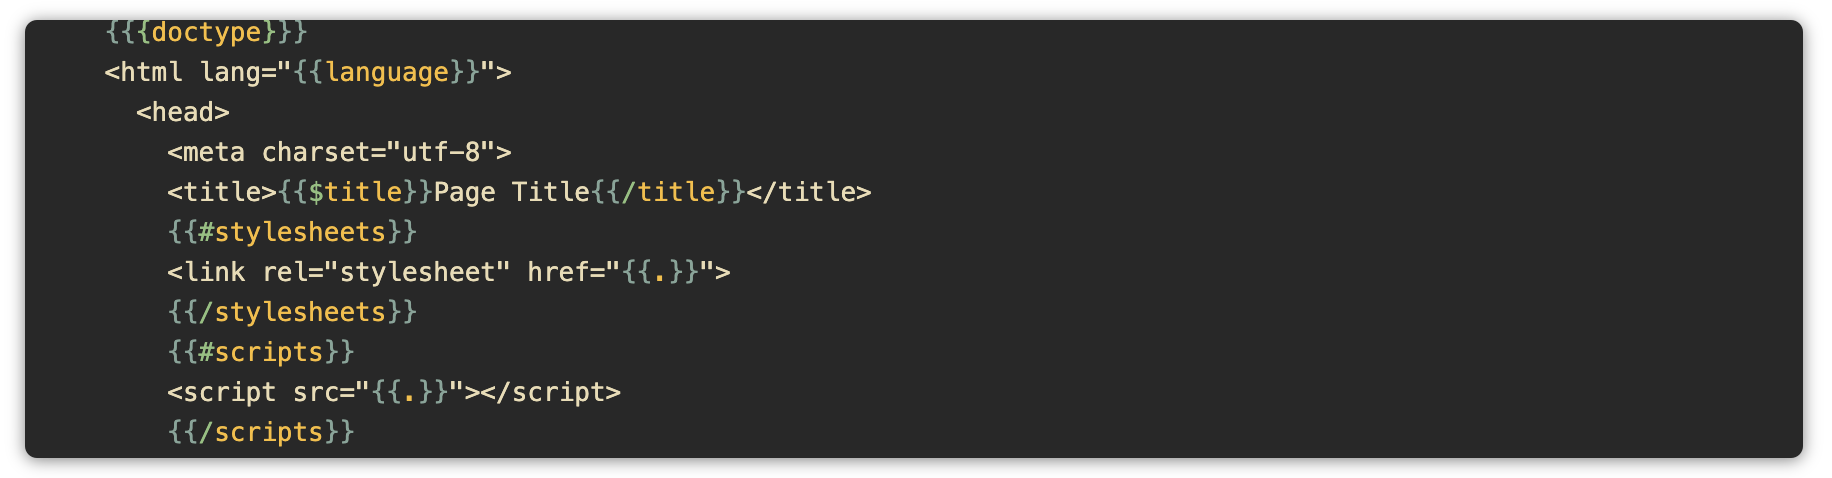 {{{doctype}}}
<html lang="{{language}}">
<head>
<meta charset="utf-8">
<title>{{$title}}Page Title{{/title}}</title>
{{#stylesheets}}
<link rel="stylesheet" href="{{.}}">
{{/stylesheets}}
{{#scripts}}
<script src="{{.}}"></script>
{{/scripts}}